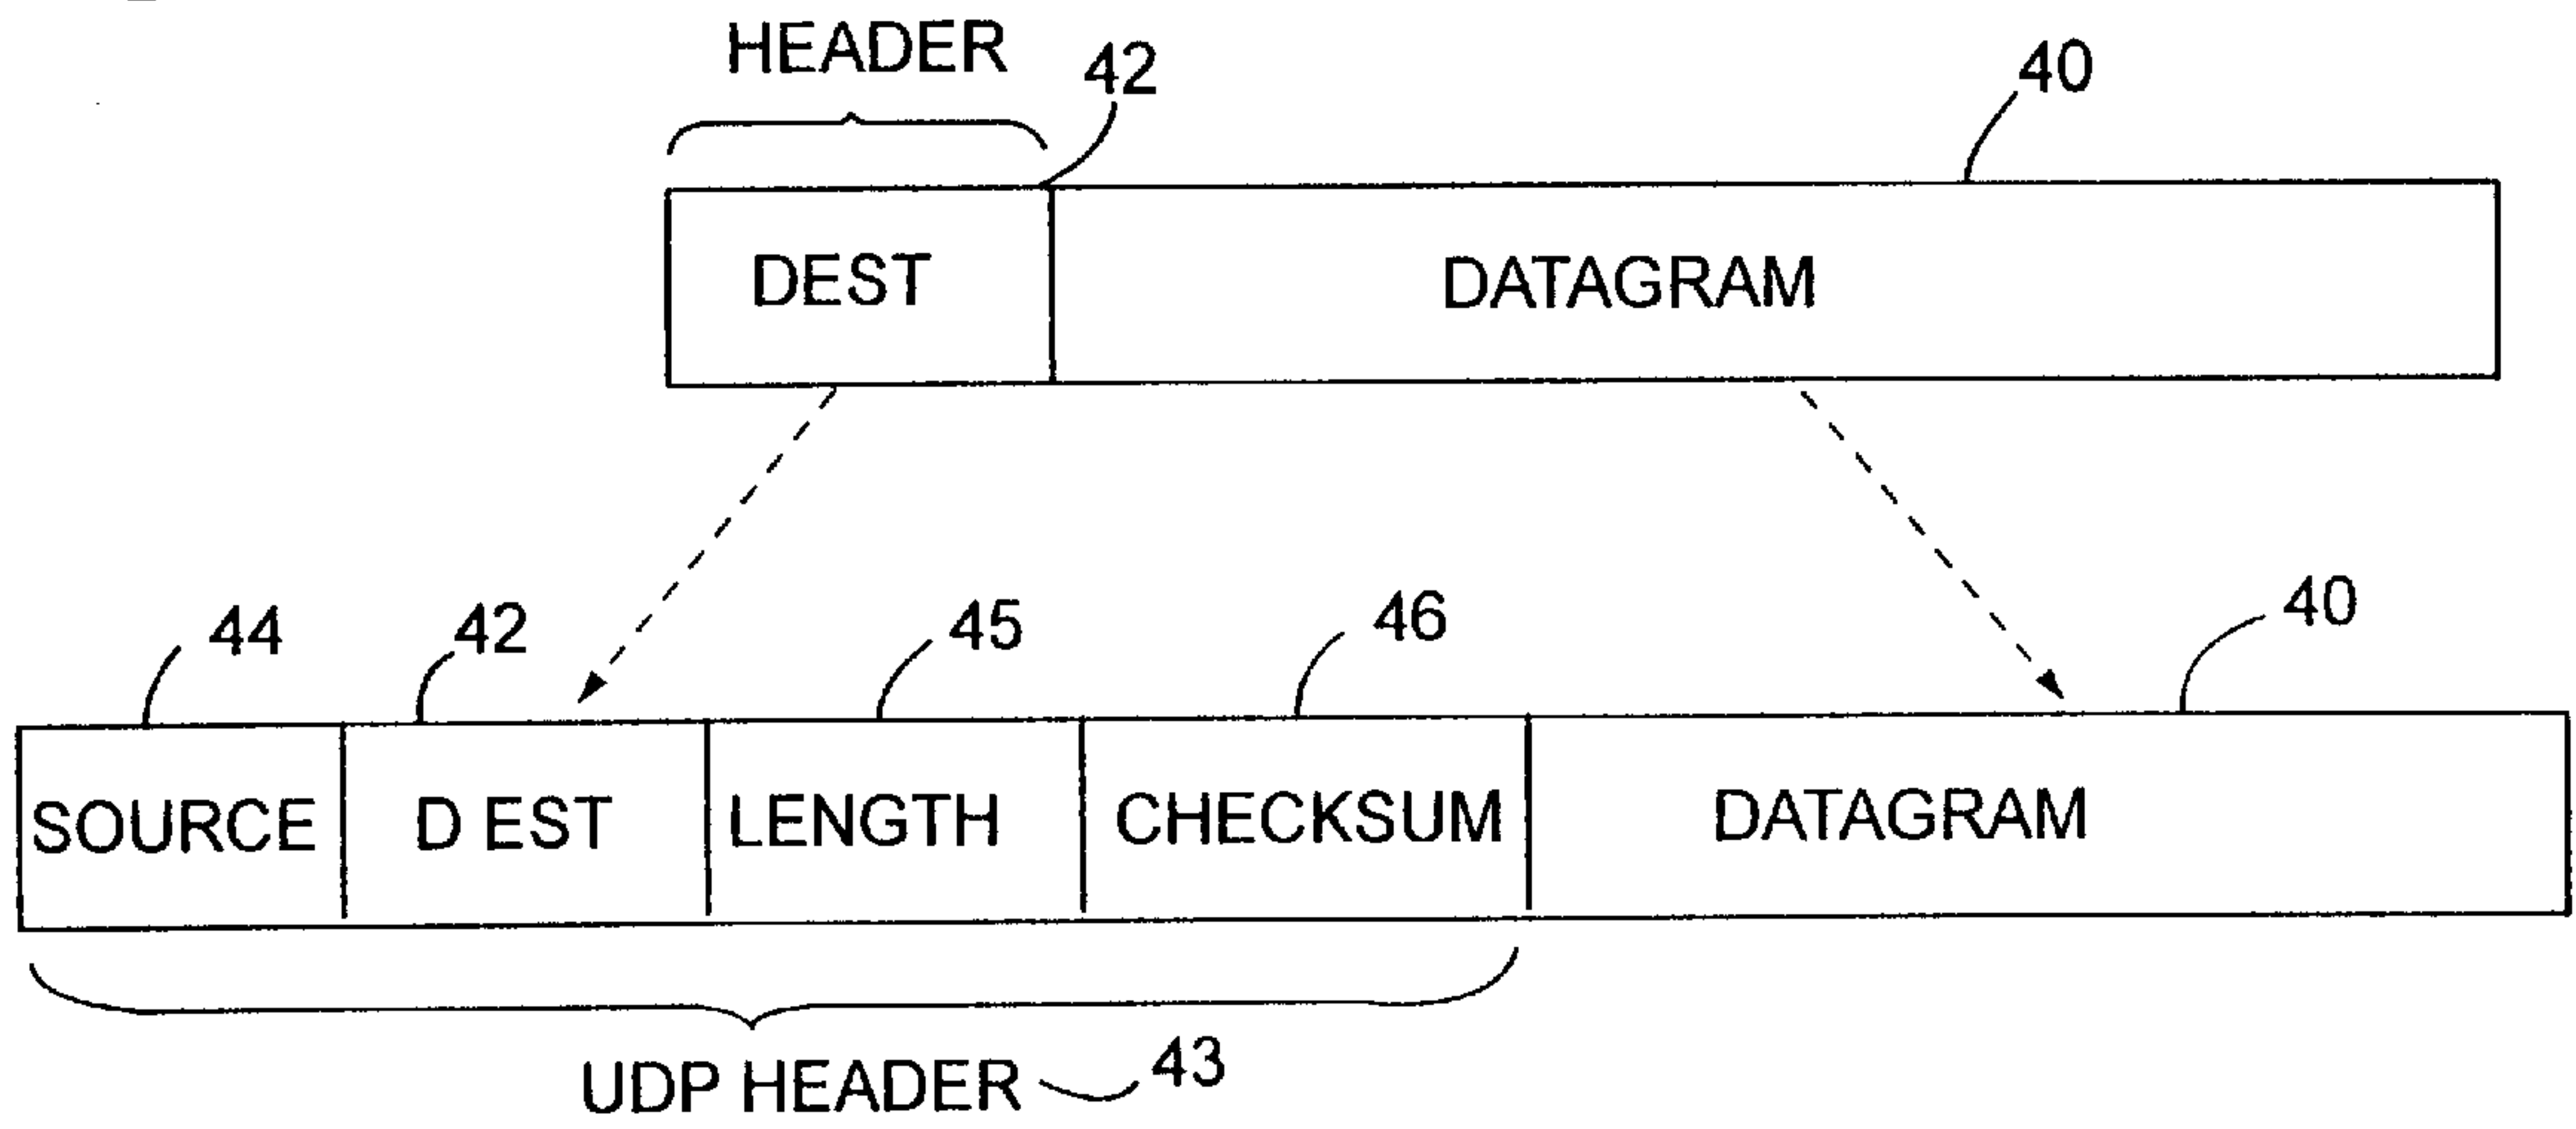 HEADER
42
40
DEST
DATAGRAM
44
42
45
46
40
SOURCE
D EST
LENGTH
CHECKSUM
DATAGRAM
UDP HEADER
43